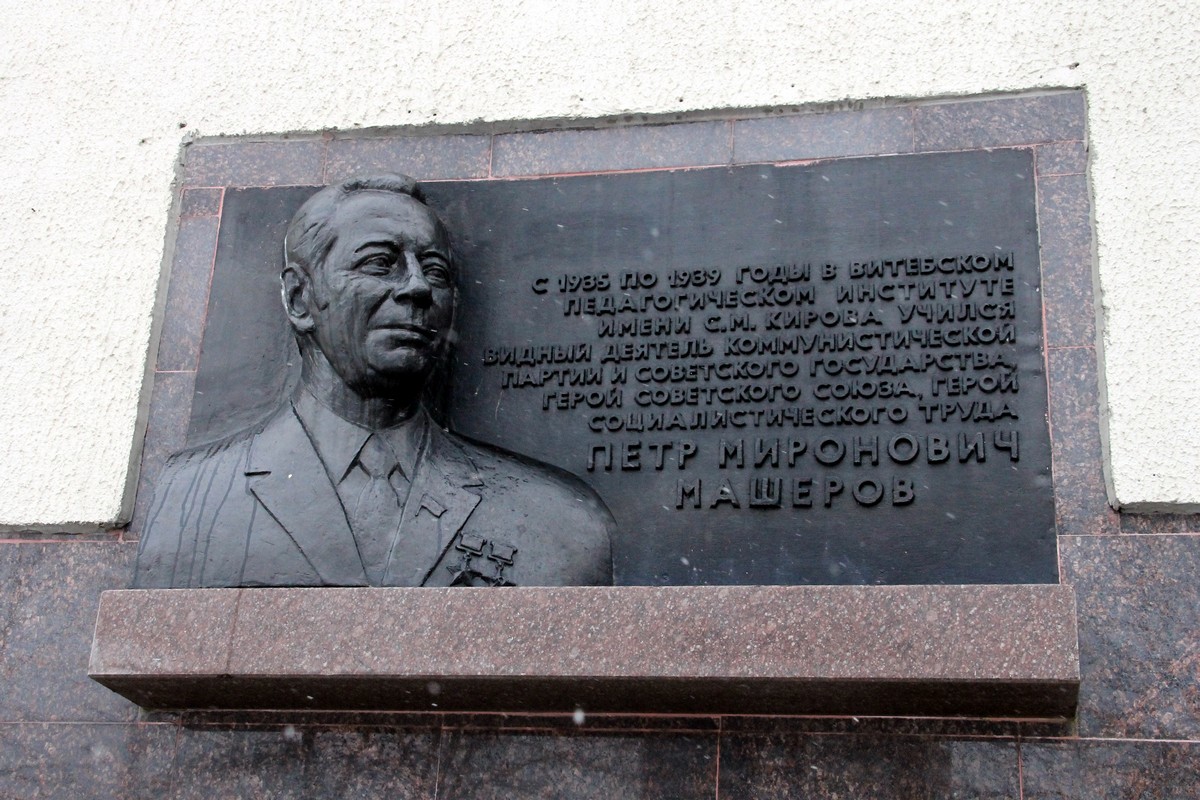 С 1935 ПО 1939 ГОДЫ В ВИТЕБСКОМ
ПЕДАГОГИЧЕСКОМ ИНСТИТУТЕ
ИМЕНИ С.М. КИРОВА УЧИЛСЯ
ВИДНЫЙ ДЕЯТЕЛЬ КОММУНИСТИЧЕСКОЙ
ПАРТИИ И СОВЕТСКОГО ГОСУДАРСТВА,
ГЕРОЙ СОВЕТСКОГО СОЮЗА, ГЕРОЙ
СОЦИАЛИСТИЧЕСКОГО ТРУДА
ПЕТР МИРОНОВИЧ
МАШЕРОВ